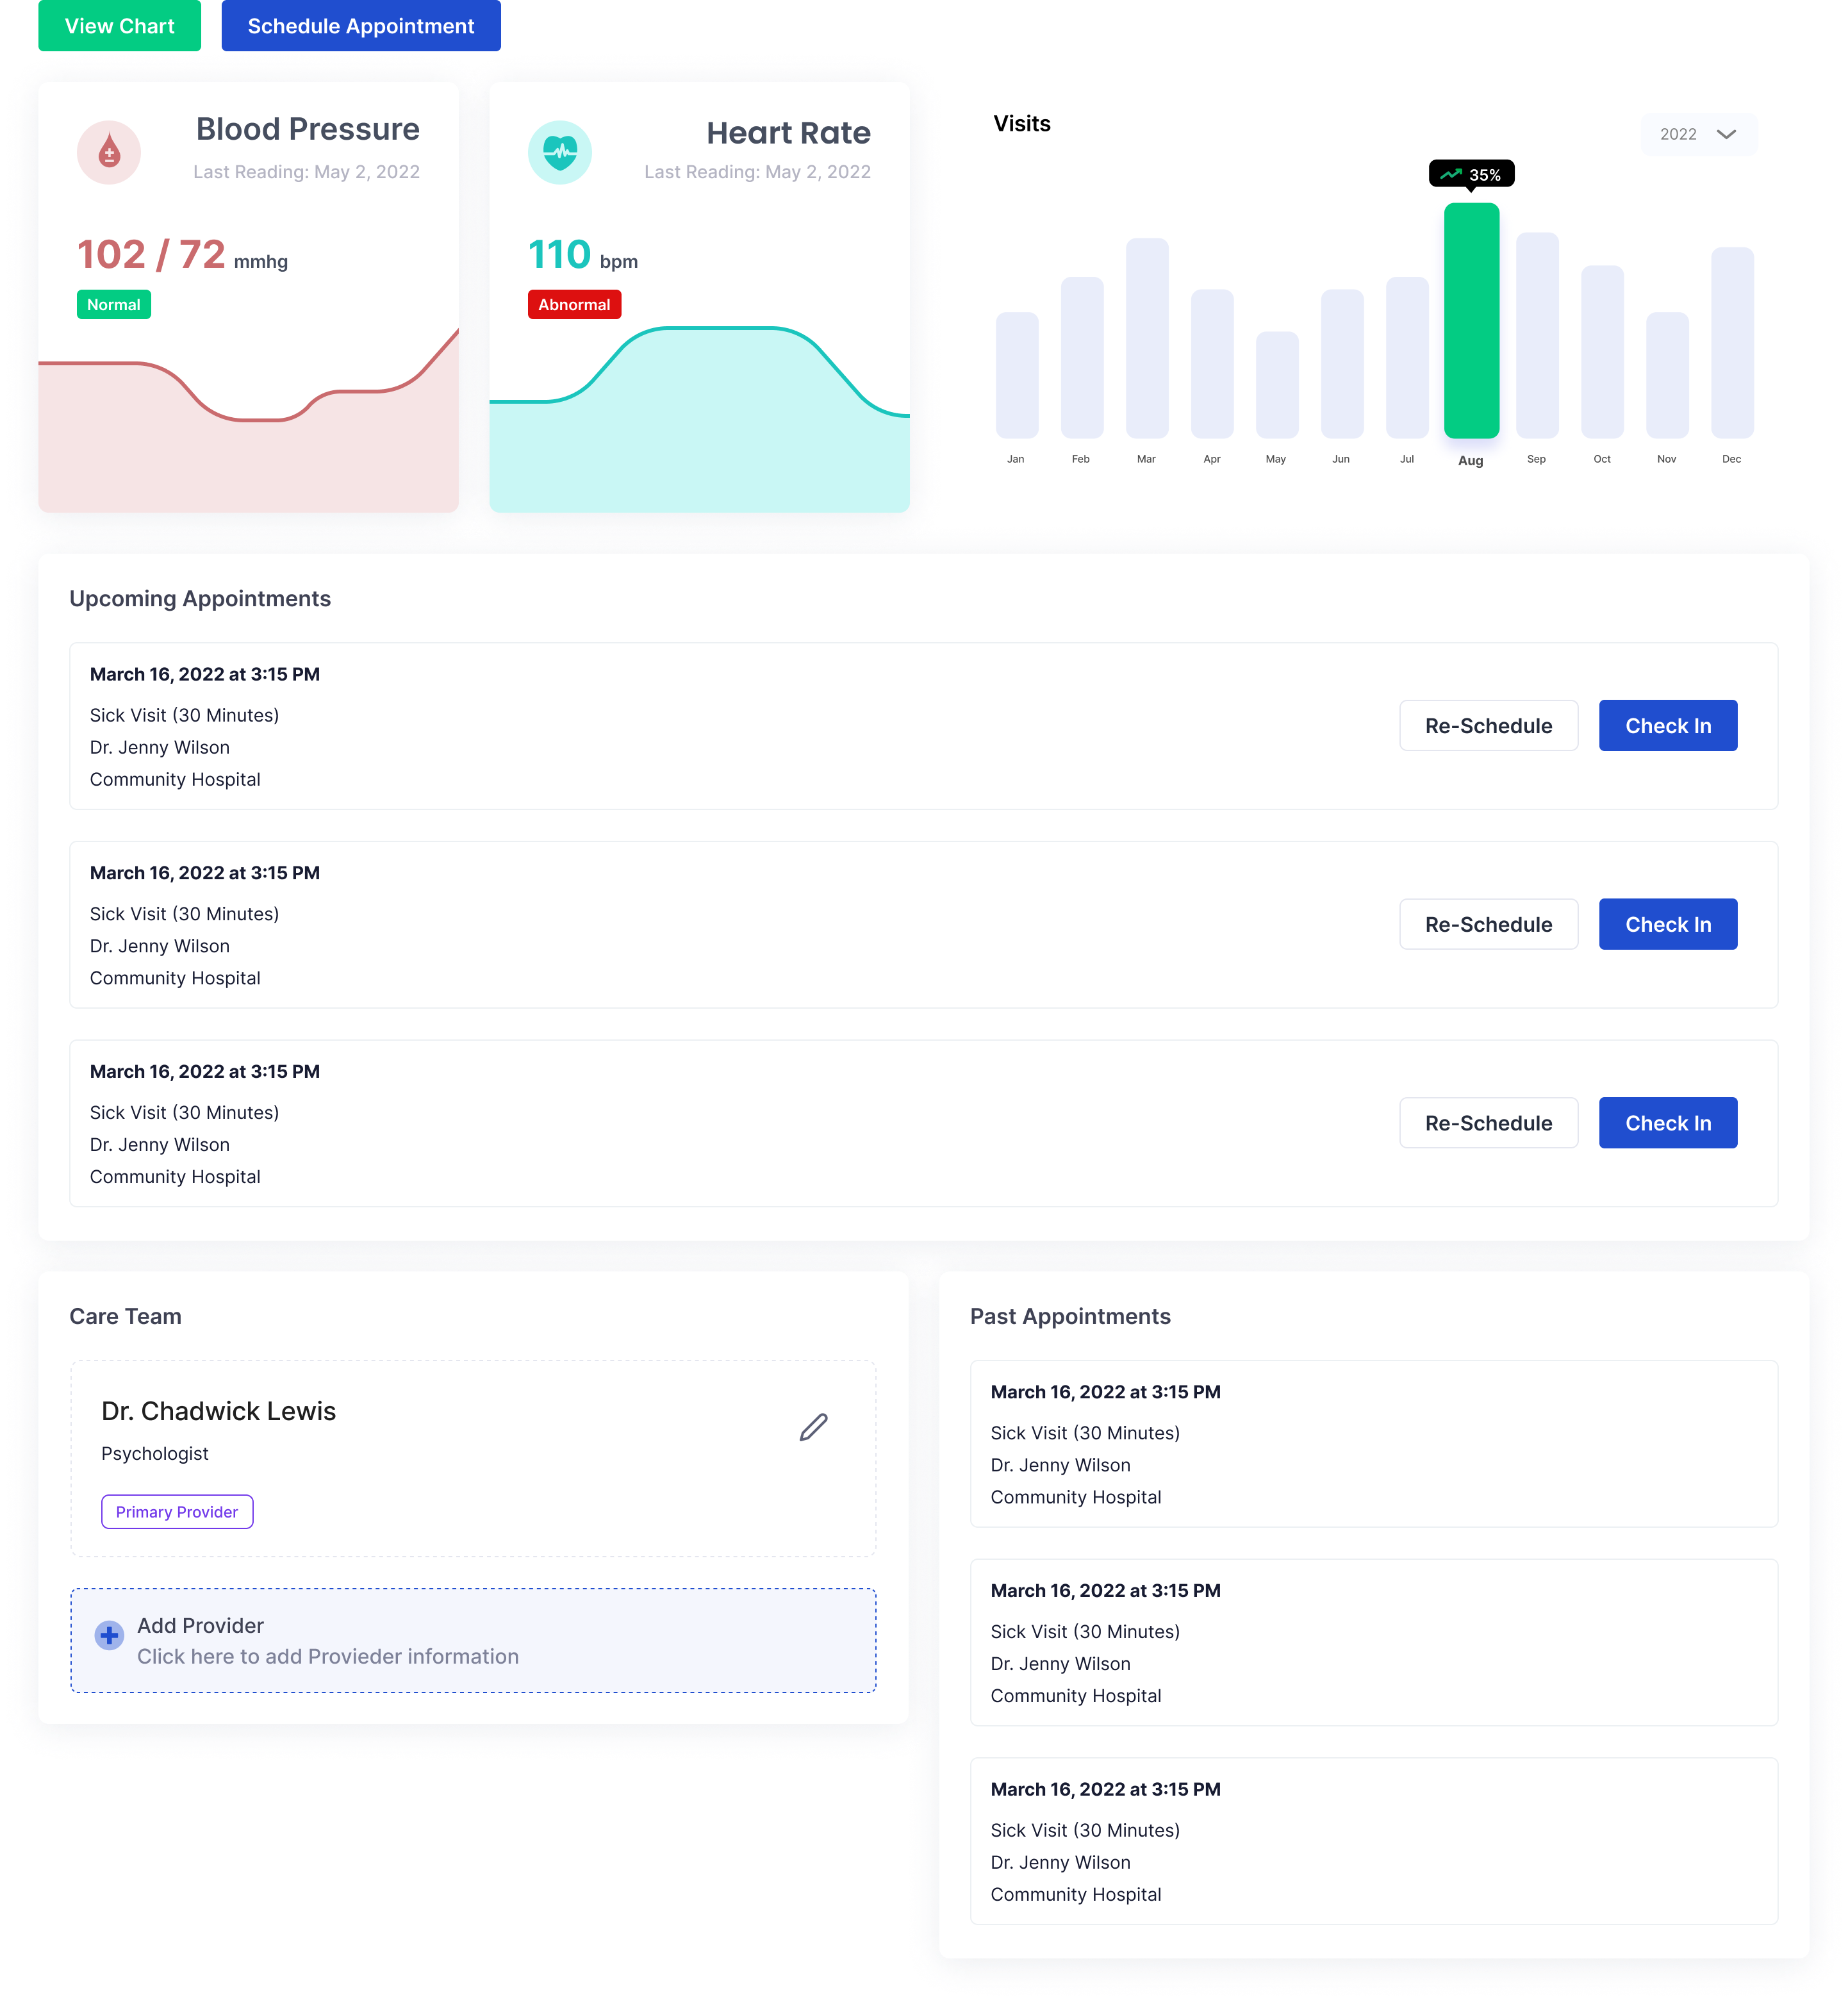 View Chart
Schedule Appointment
Blood Pressure
Last Reading: May 2, 2022
102 / 72 mmhg
Normal
Heart Rate
Last Reading: May 2, 2022
110 bpm
Abnormal
Visits
2022
35%
Jan Feb Mar Apr May Jun Jul Aug Sep Oct Nov Dec
Upcoming Appointments
March 16, 2022 at 3:15 PM
Sick Visit (30 Minutes)
Dr. Jenny Wilson
Community Hospital
Re-Schedule
Check In
March 16, 2022 at 3:15 PM
Sick Visit (30 Minutes)
Dr. Jenny Wilson
Community Hospital
Re-Schedule
Check In
March 16, 2022 at 3:15 PM
Sick Visit (30 Minutes)
Dr. Jenny Wilson
Community Hospital
Re-Schedule
Check In
Care Team
Dr. Chadwick Lewis
Psychologist
Primary Provider
Add Provider
Click here to add Provieder information
Past Appointments
March 16, 2022 at 3:15 PM
Sick Visit (30 Minutes)
Dr. Jenny Wilson
Community Hospital
March 16, 2022 at 3:15 PM
Sick Visit (30 Minutes)
Dr. Jenny Wilson
Community Hospital
March 16, 2022 at 3:15 PM
Sick Visit (30 Minutes)
Dr. Jenny Wilson
Community Hospital